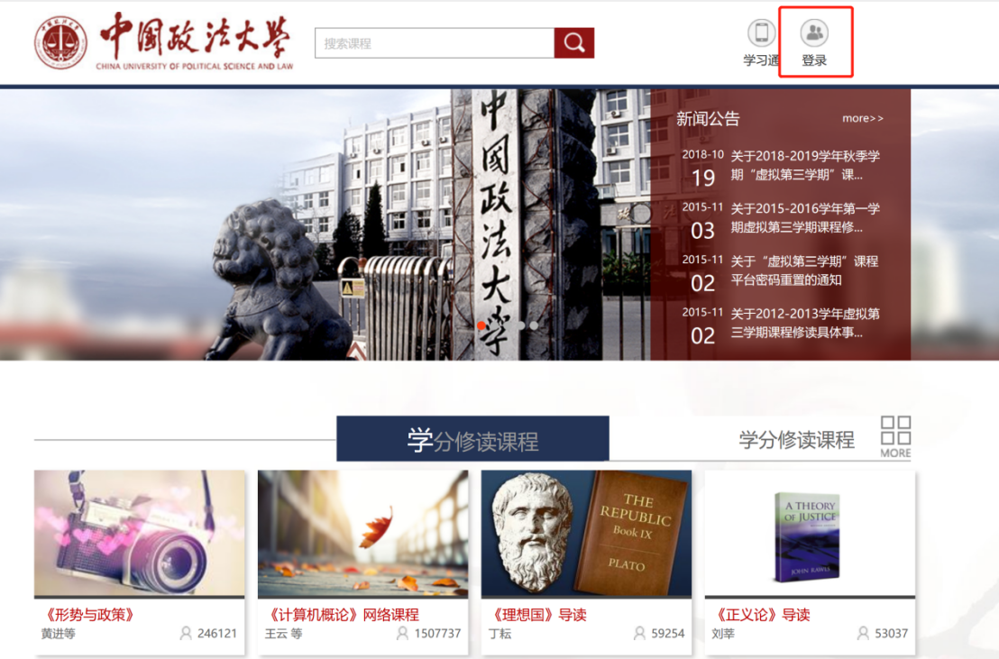 中国政法大学
CHINA UNIVERSITY OF POLITICAL SCIENCE AND LAW
搜索课程
学习通
登录
中國政法大学
新闻公告
more>>
2018-10
19
关于2018-2019学年秋季学
期“虚拟第三学期”课...
2015-11
03
关于2015-2016学年第一学
期虚拟第三学期课程修...
2015-11
02
关于“虚拟第三学期”课程
平台密码重置的通知
2015-11
02
关于2012-2013学年虚拟第
三学期课程修读具体事...
学分修读课程
学分修读课程
MORE
THE
REPUBLIC
Book IX
PLATO
A THEORY
OF JUSTICE
JOHN RAWLS
《形势与政策》
黄进等
246121
《计算机概论》网络课程
王云 等
1507737
《理想国》导读
丁耘
59254
《正义论》导读
刘莘
53037